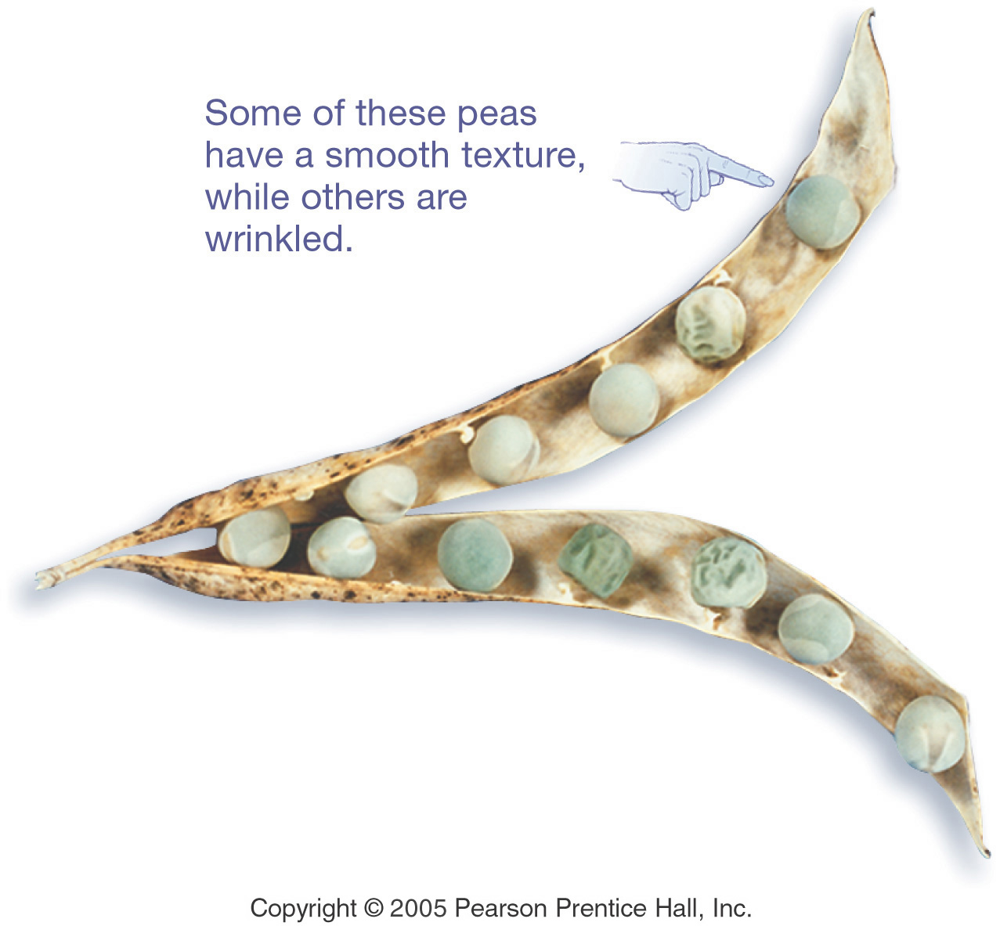 Some of these peas
have a smooth texture,
while others are
wrinkled.
Copyright © 2005 Pearson Prentice Hall, Inc.